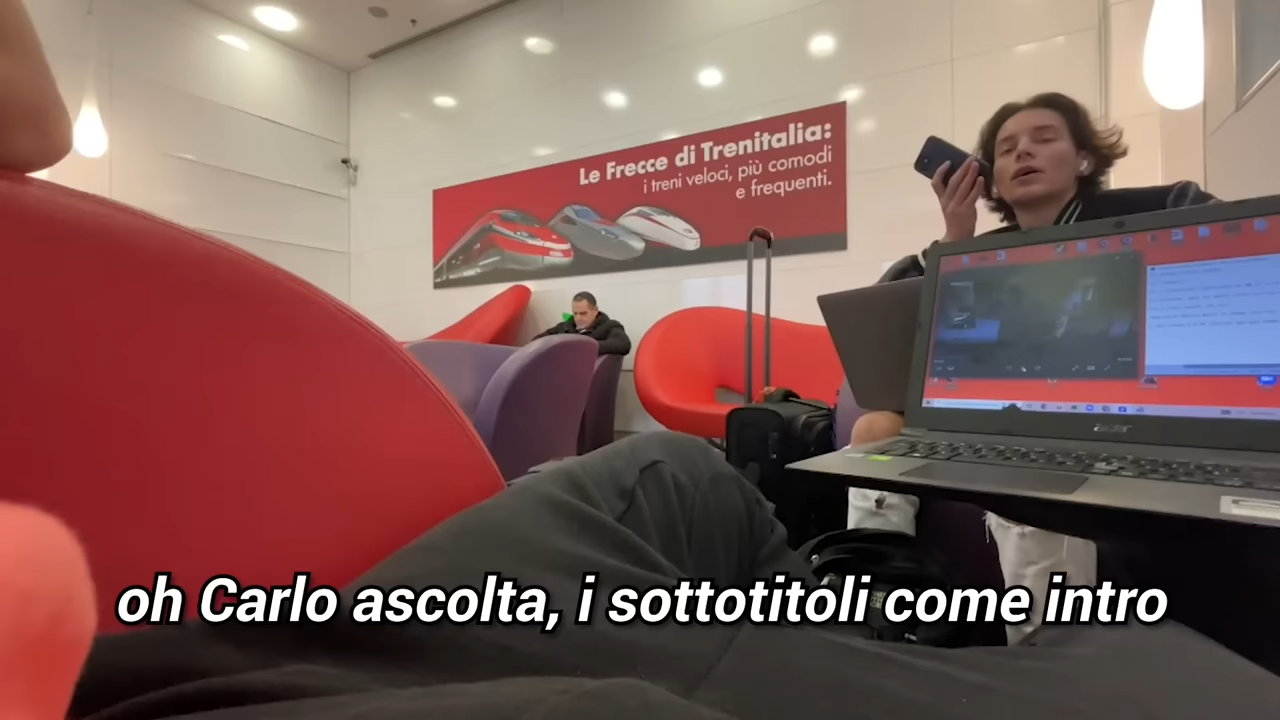 Le Frecce di Trenitalia:
i treni veloci, più comodi
e frequenti.
acer
oh Carlo ascolta, i sottotitoli come intro